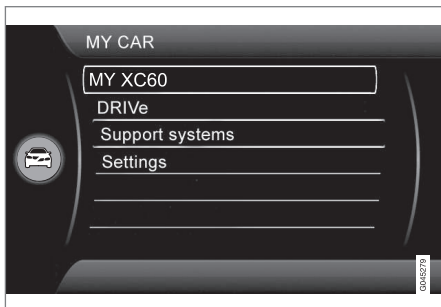 MY CAR
MY XC60
DRIVe
Support systems
Settings
G045279